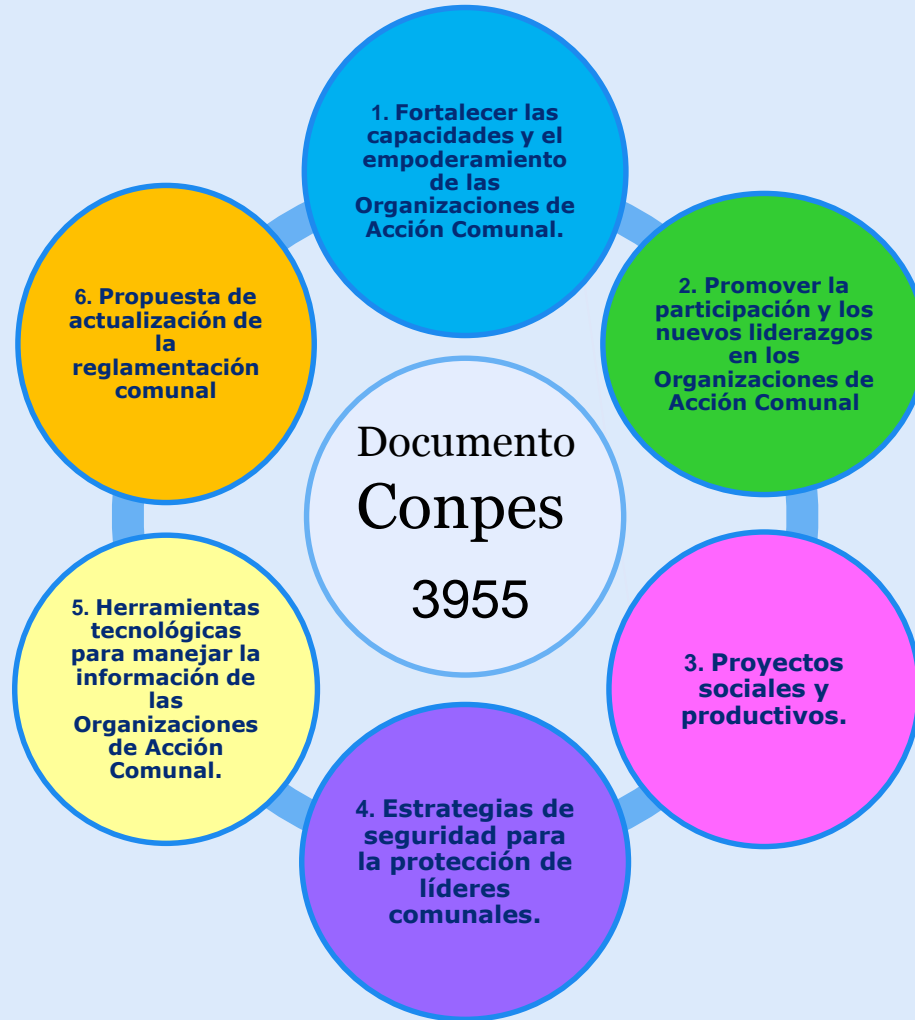 1. Fortalecer las
capacidades y el
empoderamiento
de las
Organizaciones de
Acción Comunal.
2. Promover la
participación y los
nuevos liderazgos
en los
Organizaciones de
Acción Comunal
3. Proyectos
sociales y
productivos.
4. Estrategias de
seguridad para
la protección de
líderes
comunales.
5. Herramientas
tecnológicas
para manejar la
información de
las
Organizaciones
de Acción
Comunal.
6. Propuesta de
actualización de
la
reglamentación
comunal
Documento
Conpes
3955